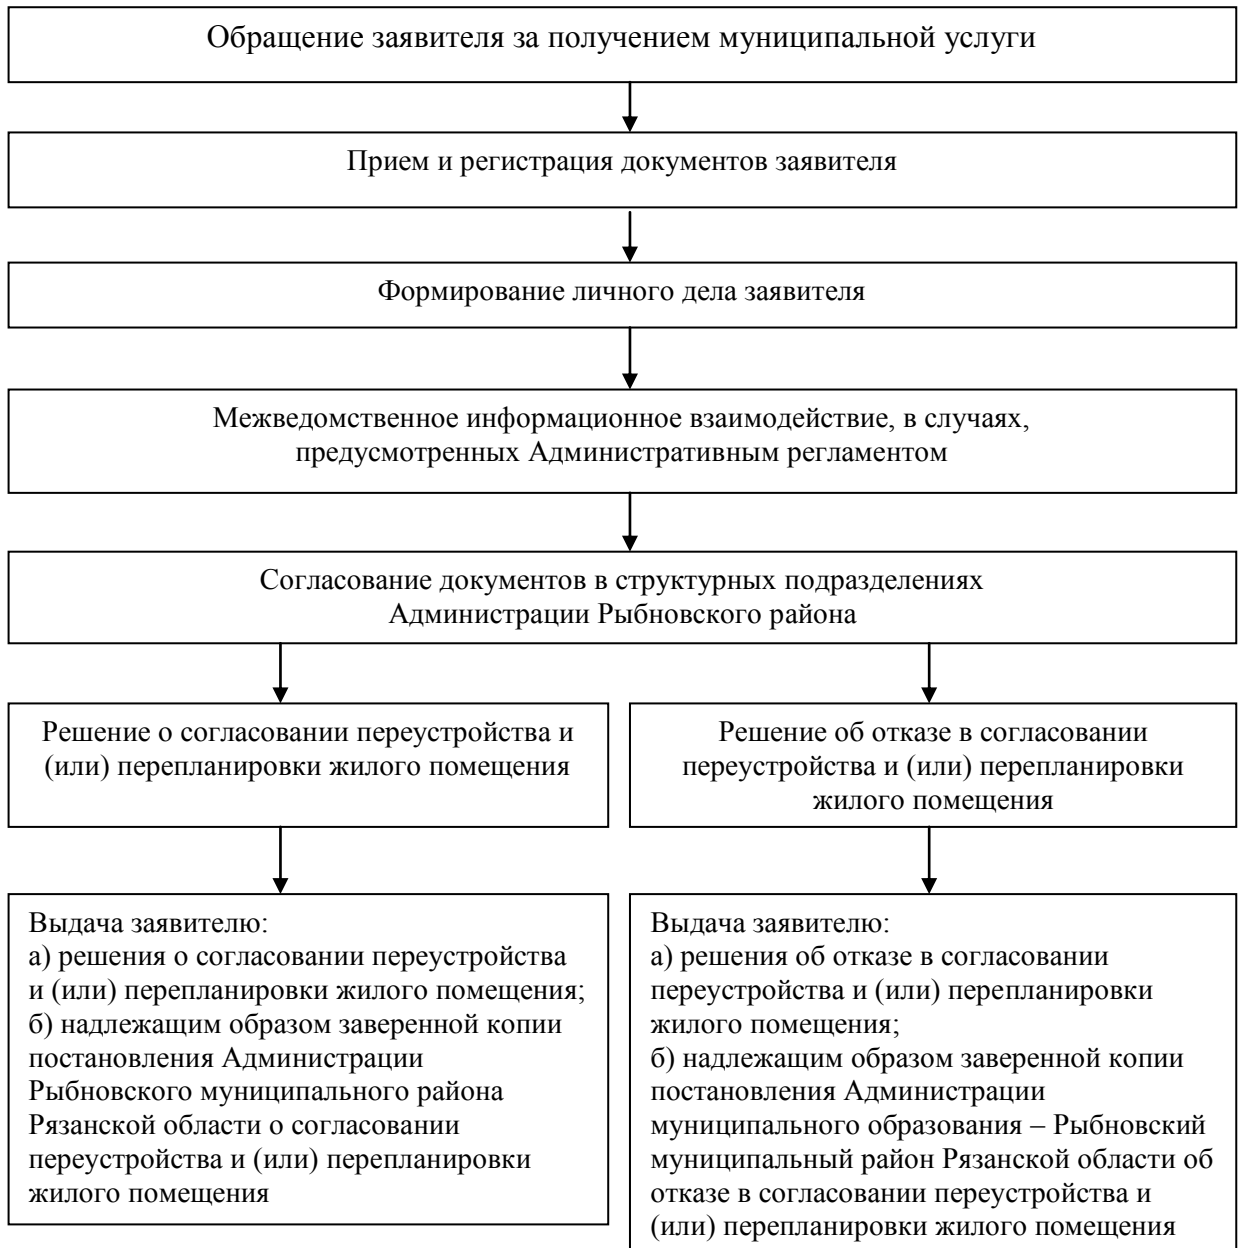 Обращение заявителя за получением муниципальной услуги
Прием и регистрация документов заявителя
Формирование личного дела заявителя
Межведомственное информационное взаимодействие, в случаях,
предусмотренных Административным регламентом
Согласование документов в структурных подразделениях
Администрации Рыбновского района
Решение о согласовании переустройства и
(или) перепланировки жилого помещения
Решение об отказе в согласовании
переустройства и (или) перепланировки
жилого помещения
Выдача заявителю:
а) решения о согласовании переустройства
и (или) перепланировки жилого помещения;
б) надлежащим образом заверенной копии
постановления Администрации
Рыбновского муниципального района
Рязанской области о согласовании
переустройства и (или) перепланировки
жилого помещения
Выдача заявителю:
а) решения об отказе в согласовании
переустройства и (или) перепланировки
жилого помещения;
б) надлежащим образом заверенной копии
постановления Администрации
муниципального образования – Рыбновский
муниципальный район Рязанской области об
отказе в согласовании переустройства и
(или) перепланировки жилого помещения